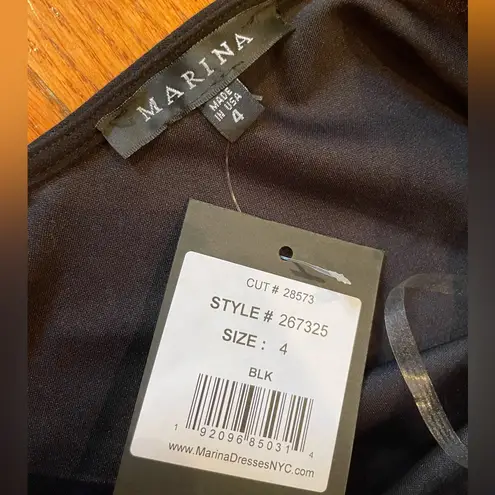 MARINA
MADE
IN USA
4
CUT # 28573
STYLE # 267325
SIZE : 4
BLK
1 92096 85031 4
www.MarinaDressesNYC.com